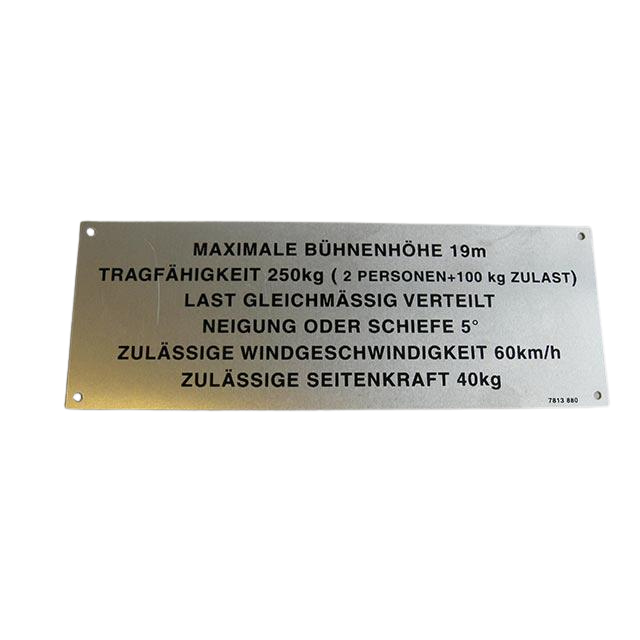 MAXIMALE BÜHNENHÖHE 19m
TRAGFÄHIGKEIT 250kg ( 2 PERSONEN+100 kg ZULAST)
LAST GLEICHMÄSSIG VERTEILT
NEIGUNG ODER SCHIEFE 5°
ZULÄSSIGE WINDGESCHWINDIGKEIT 60km/h
ZULÄSSIGE SEITENKRAFT 40kg
7813 880